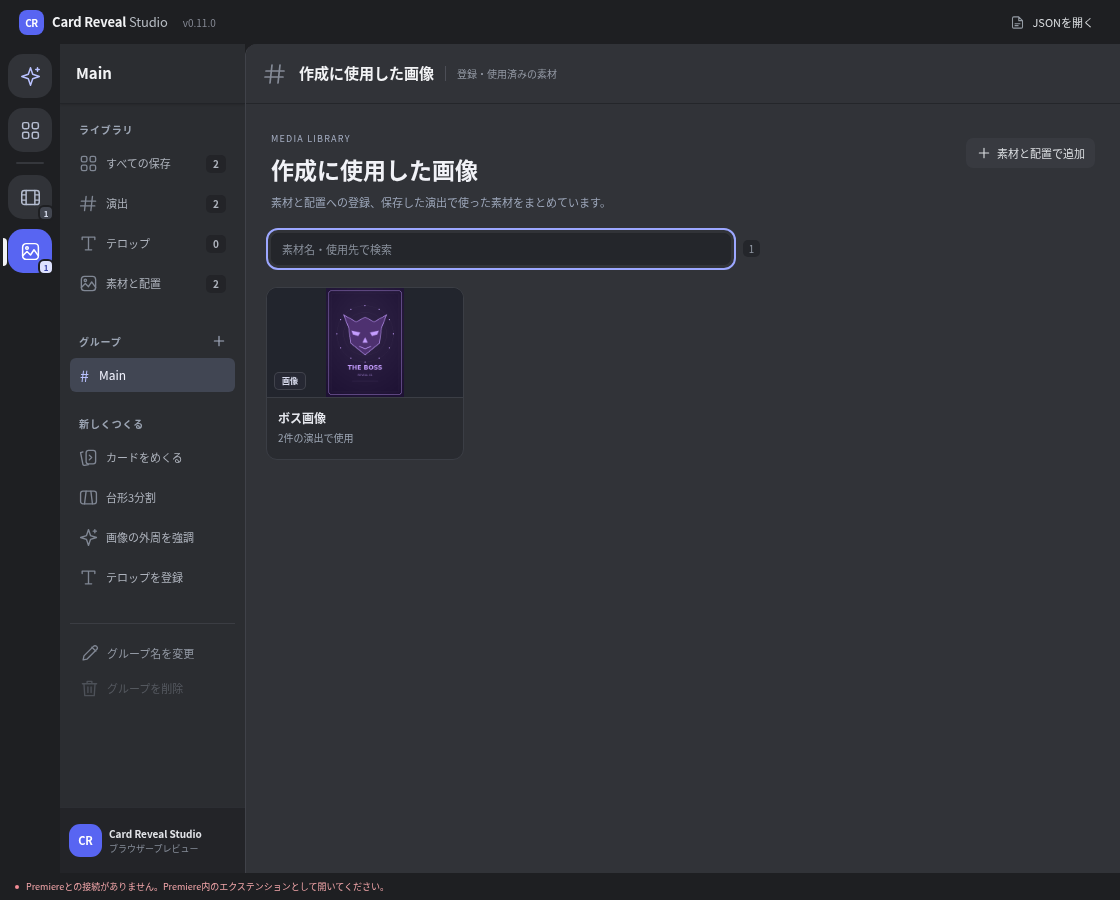 CR Card Reveal Studio v0.11.0
JSONを開く
Main
作成に使用した画像
登録・使用済みの素材
ライブラリ
すべての保存 2
演出 2
テロップ 0
素材と配置 2
グループ
# Main
新しくつくる
カードをめくる
台形3分割
画像の外周を強調
テロップを登録
グループ名を変更
グループを削除
CR
Card Reveal Studio
ブラウザープレビュー
1
1
MEDIA LIBRARY
作成に使用した画像
素材と配置への登録、保存した演出で使った素材をまとめています。
素材と配置で追加
素材名・使用先で検索
1
THE BOSS
画像
ボス画像
2件の演出で使用
Premiereとの接続がありません。Premiere内のエクステンションとして開いてください。